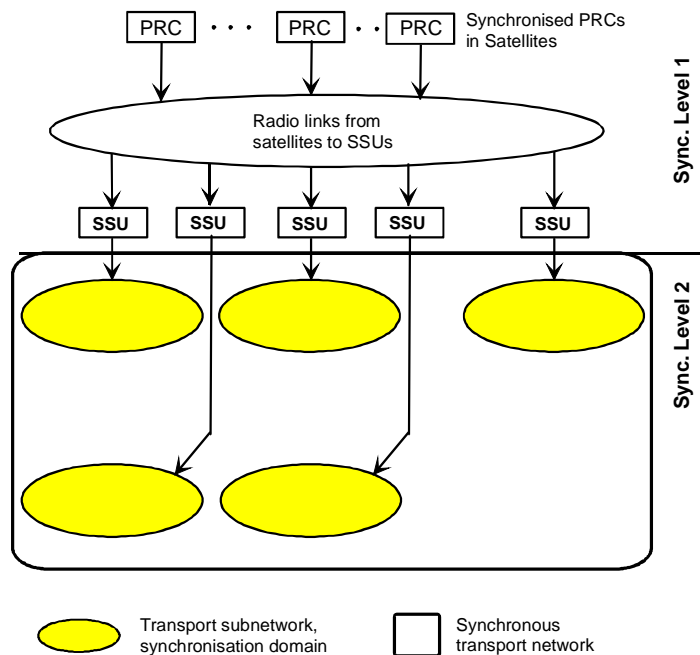 PRC · · · PRC · · PRC
Synchronised PRCs
in Satellites
Sync. Level 1
Radio links from
satellites to SSUs
SSU SSU SSU SSU SSU
Sync. Level 2
Transport subnetwork,
synchronisation domain
Synchronous
transport network